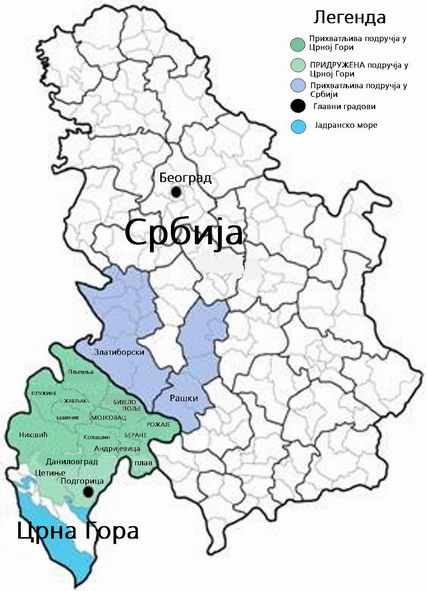 Легенда
Прихватљива подручја у
Црној Гори
ПРИДРУЖЕНА подручја у
Црној Гори
Прихватљива подручја у
Србији
Главни градови
Јадранско море
Београд
Србија
Златиборски
Рашки
Пљевља
ПЛУЖИНЕ
ЖАБЉАК
БИЈЕЛО
ПОЉЕ
шавник
МОЈКОВАЦ
РОЖАЈЕ
Никшић
Колашин
БЕРАНЕ
Андријевица
Даниловград
ПЛАВ
Цетиње
Подгорица
Црна Гора